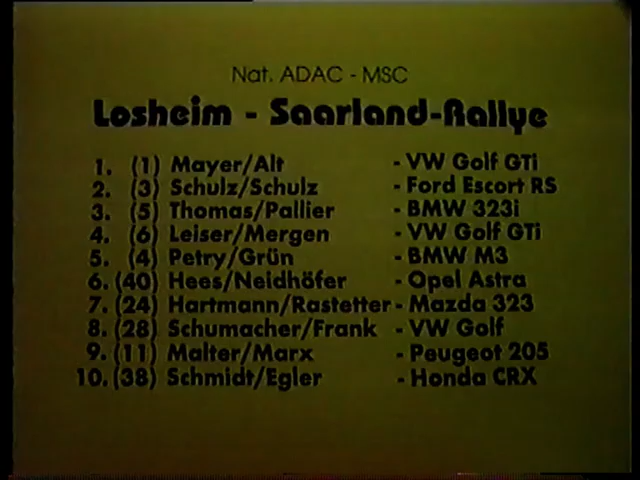 Nat. ADAC - MSC
Losheim - Saarland-Rallye
1. (1) Mayer/Alt - VW Golf GTi
2. (3) Schulz/Schulz - Ford Escort RS
3. (5) Thomas/Pallier - BMW 323i
4. (6) Leiser/Mergen - VW Golf GTi
5. (4) Petry/Grün - BMW M3
6. (40) Hees/Neidhöfer - Opel Astra
7. (24) Hartmann/Rastetter - Mazda 323
8. (28) Schumacher/Frank - VW Golf
9. (11) Malter/Marx - Peugeot 205
10. (38) Schmidt/Egler - Honda CRX